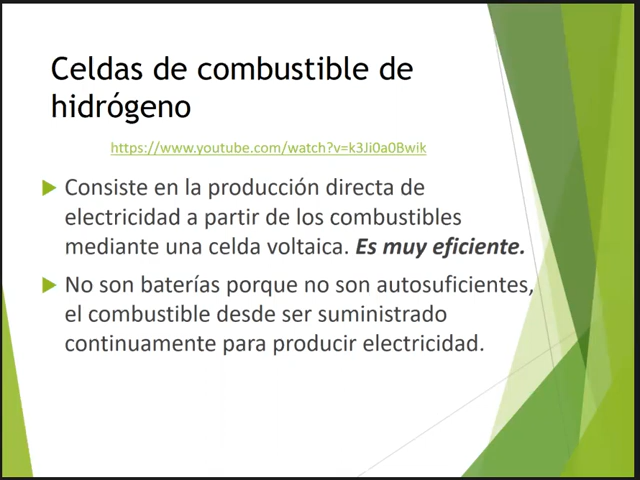 Celdas de combustible de
hidrógeno
https://www.youtube.com/watch?v=k3Ji0a0Bwik
Consiste en la producción directa de
electricidad a partir de los combustibles
mediante una celda voltaica. Es muy eficiente.
No son baterías porque no son autosuficientes,
el combustible desde ser suministrado
continuamente para producir electricidad.